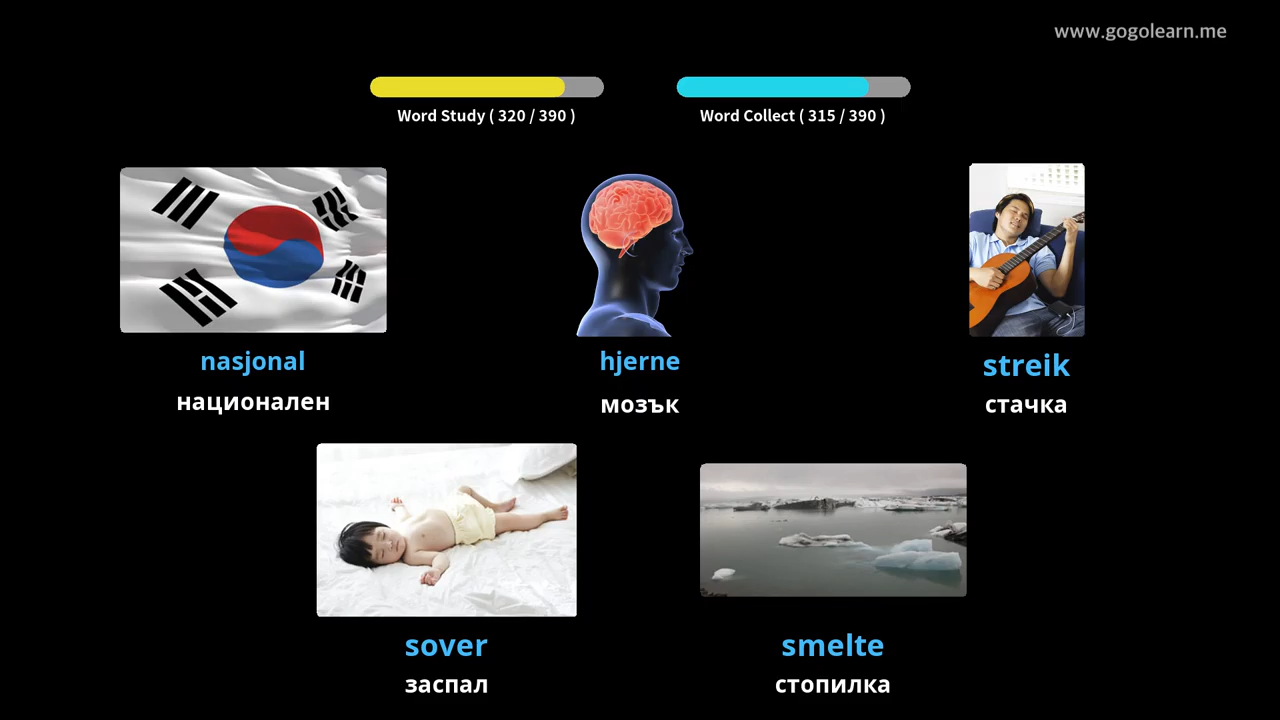 www.gogolearn.me
Word Study ( 320 / 390 )
Word Collect ( 315 / 390 )
nasjonal
национален
hjerne
мозък
streik
стачка
sover
заспал
smelte
стопилка